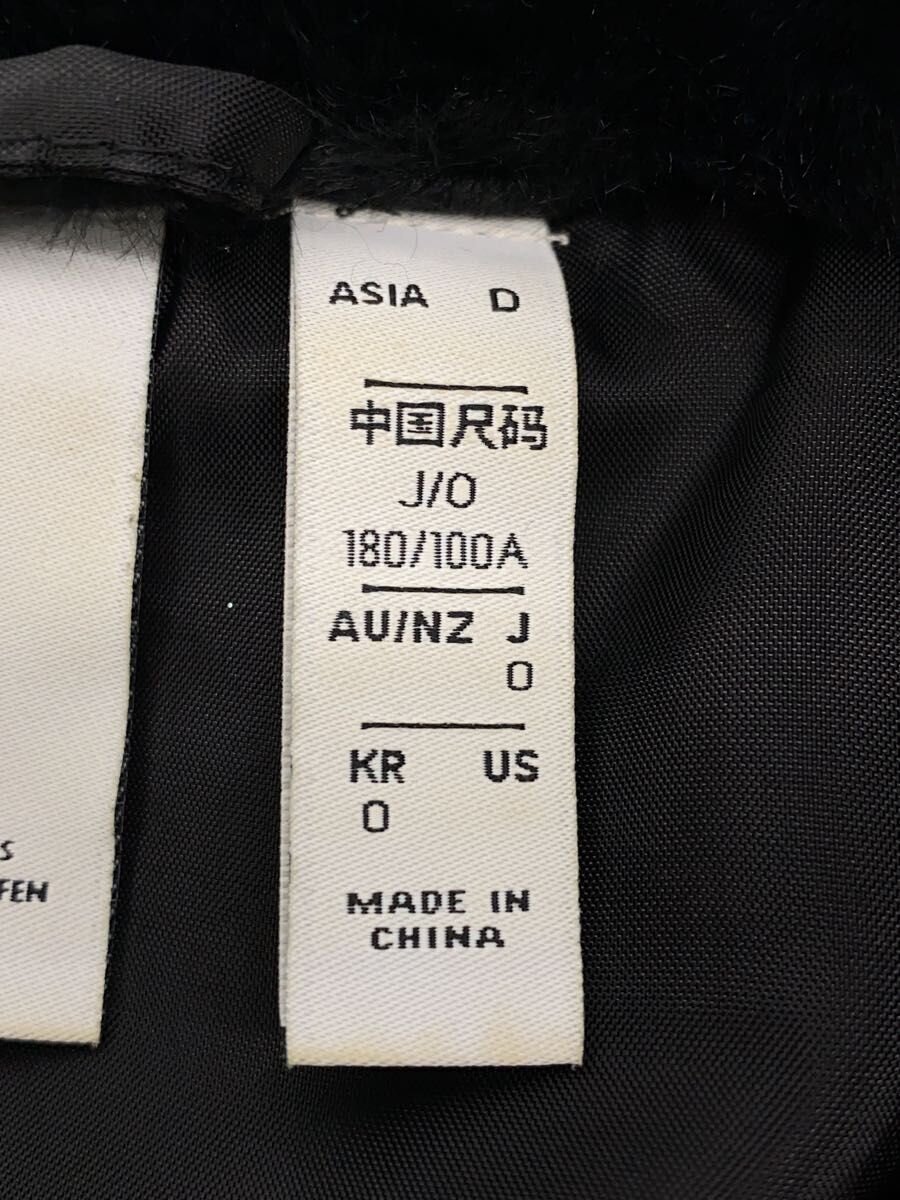 ASIA D
中国尺码
J/O
180/100A
AU/NZ J
O
KR US
O
MADE IN
CHINA
S
FEN